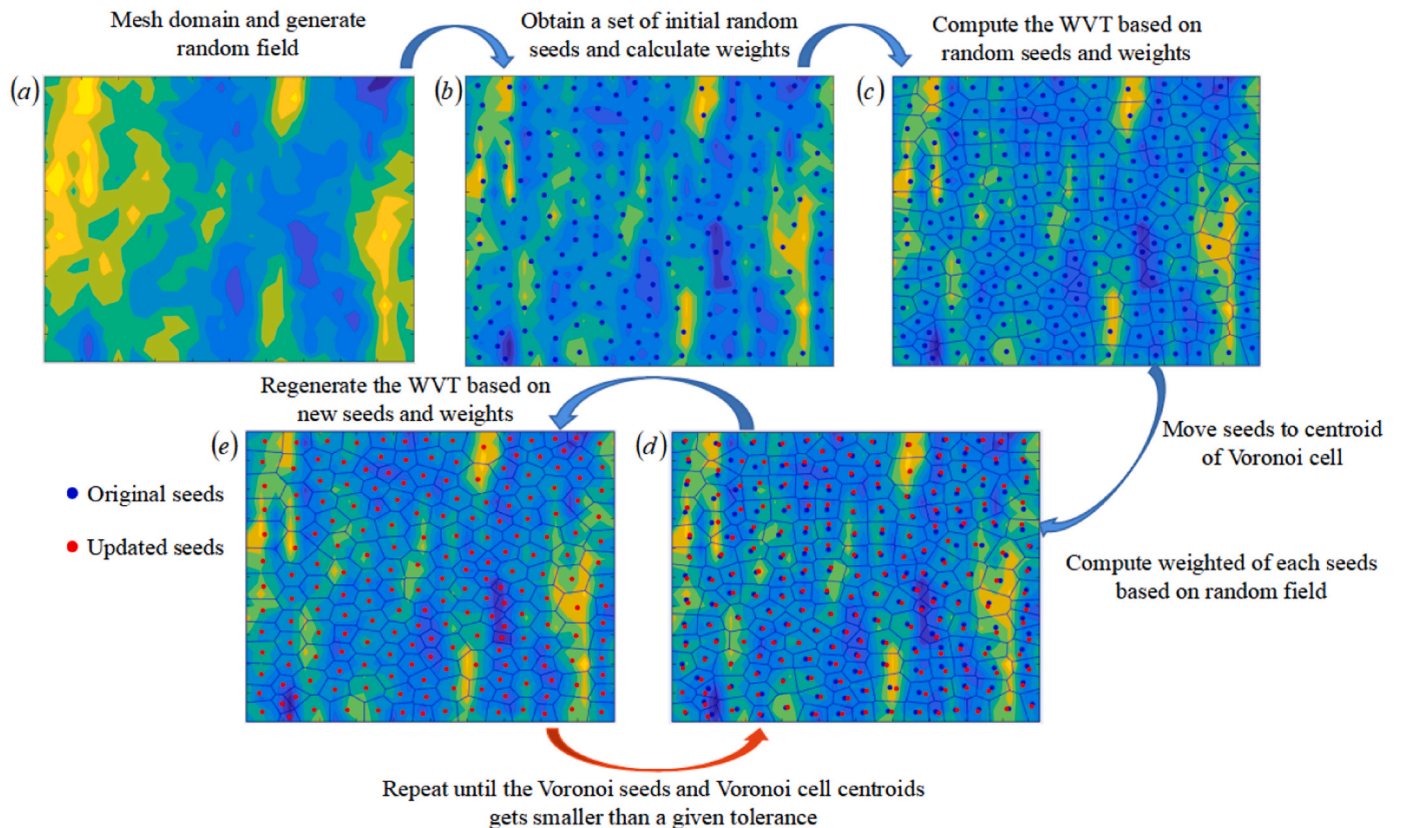 Mesh domain and generate
random field
Obtain a set of initial random
seeds and calculate weights
Compute the WVT based on
random seeds and weights
(a)
(b)
(c)
Regenerate the WVT based on
new seeds and weights
Move seeds to centroid
of Voronoi cell
(e)
(d)
Original seeds
Updated seeds
Compute weighted of each seeds
based on random field
Repeat until the Voronoi seeds and Voronoi cell centroids
gets smaller than a given tolerance